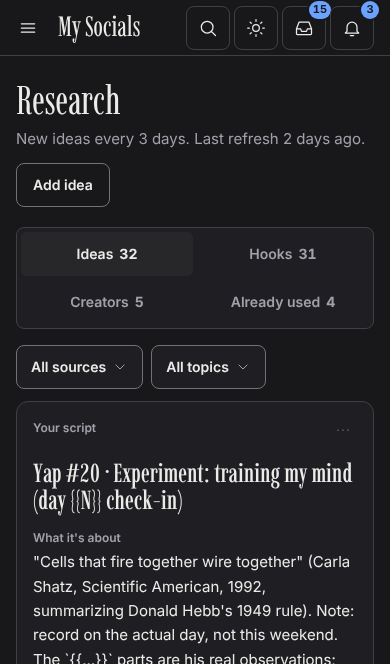 My Socials
15
3
Research
New ideas every 3 days. Last refresh 2 days ago.
Add idea
Ideas 32
Hooks 31
Creators 5
Already used 4
All sources
All topics
Your script
...
Yap #20 · Experiment: training my mind
(day {{N}} check-in)
What it's about
"Cells that fire together wire together" (Carla
Shatz, Scientific American, 1992,
summarizing Donald Hebb's 1949 rule). Note:
record on the actual day, not this weekend.
The `{{...}}` parts are his real observations;